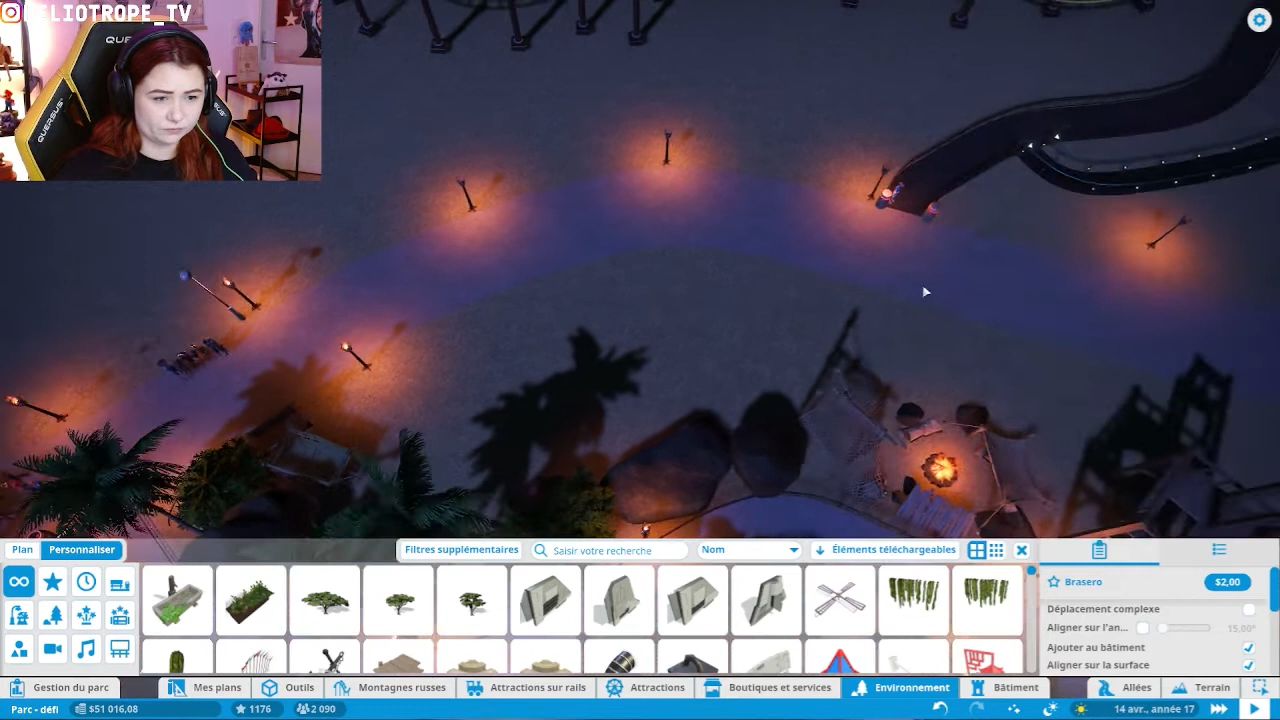 HELIOTROPE_TV
QUERSUS
Plan
Personnaliser
Filtres supplémentaires
Saisir votre recherche
Nom
Éléments téléchargeables
Brasero
$2,00
Déplacement complexe
Aligner sur l'an...
15,00°
Ajouter au bâtiment
Aligner sur la surface
Gestion du parc
Mes plans
Outils
Montagnes russes
Attractions sur rails
Attractions
Boutiques et services
Environnement
Bâtiment
Allées
Terrain
Parc - défi
$51 016,08
1176
2 090
14 avr., année 17